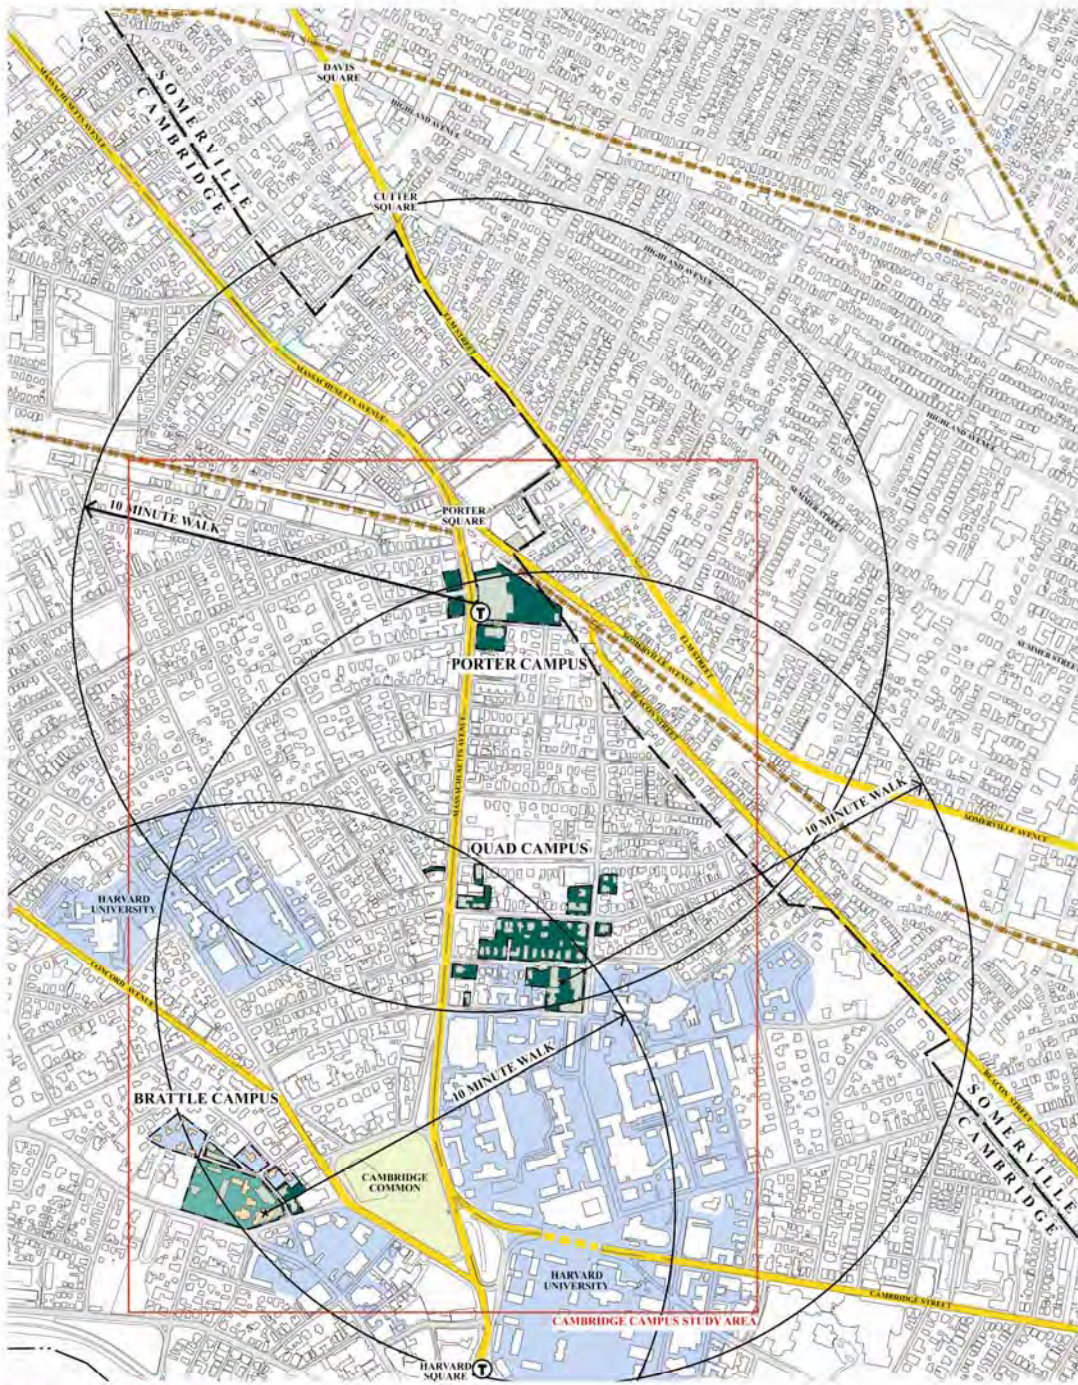 DAVIS
SQUARE
MASSACHUSETTS AVENUE
SOMERVILLE
CAMBRIDGE
HIGHLAND AVENUE
CUTTER
SQUARE
HIGHLAND AVENUE
ELM STREET
MASSACHUSETTS AVENUE
HIGHLAND AVENUE
SUMMER STREET
10 MINUTE WALK
PORTER
SQUARE
T
PORTER CAMPUS
SOMERVILLE AVENUE
ELM STREET
SUMMER STREET
BEACON STREET
MASSACHUSETTS AVENUE
10 MINUTE WALK
SOMERVILLE AVENUE
QUAD CAMPUS
HARVARD
UNIVERSITY
CONCORD AVENUE
10 MINUTE WALK
BEACON STREET
BRATTLE CAMPUS
SOMERVILLE
CAMBRIDGE
CAMBRIDGE
COMMON
HARVARD
UNIVERSITY
CAMBRIDGE STREET
CAMBRIDGE CAMPUS STUDY AREA
HARVARD
SQUARE
T